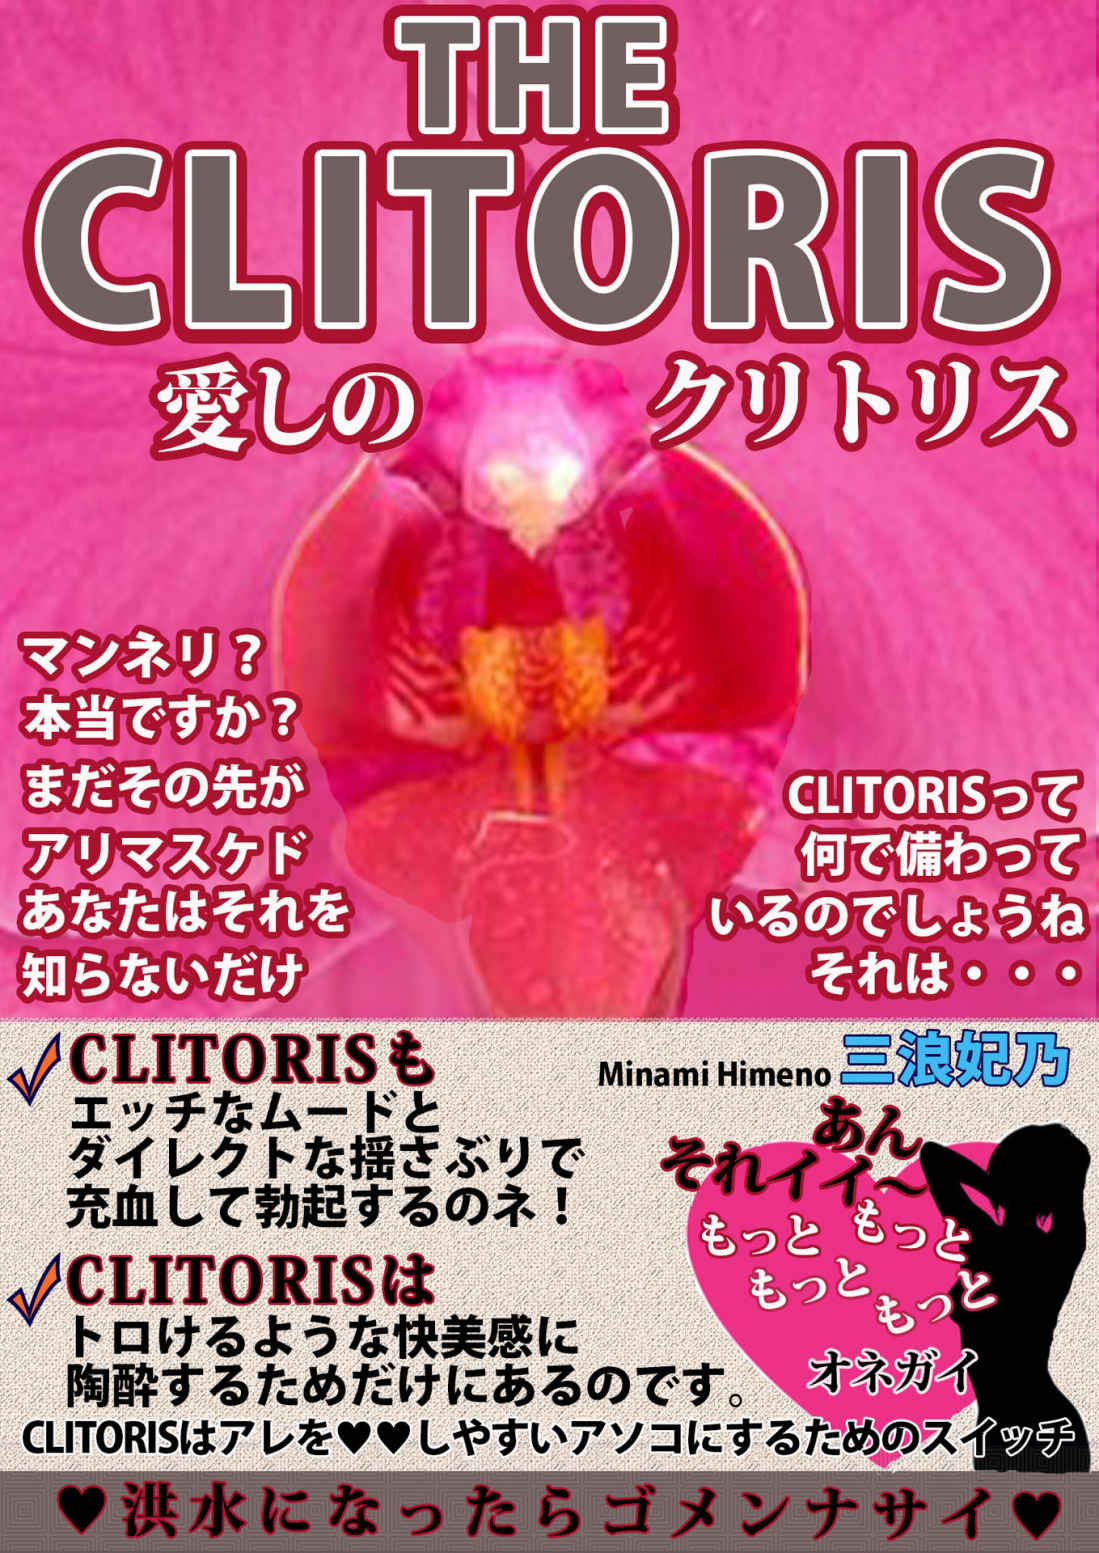 THE
CLITORIS
愛しの クリトリス
マンネリ？
本当ですか？
まだその先が
アリマスケド
あなたはそれを
知らないだけ
CLITORISって
何で備わって
いるのでしょうね
それは・・・
CLITORISも
エッチなムードと
ダイレクトな揺さぶりで
充血して勃起するのネ！
Minami Himeno 三浪妃乃
あん
それイイ～
もっと もっと
もっと もっと
オネガイ
CLITORISは
トロけるような快美感に
陶酔するためだけにあるのです。
CLITORISはアレを♥♥しやすいアソコにするためのスイッチ
♥洪水になったらゴメンナサイ♥